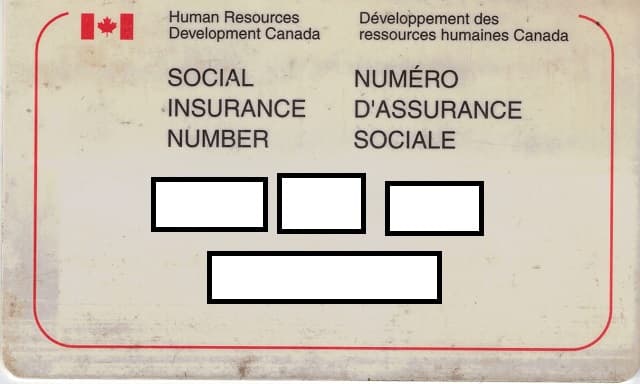 Human Resources
Development Canada
Développement des
ressources humaines Canada
SOCIAL
INSURANCE
NUMBER
NUMÉRO
D'ASSURANCE
SOCIALE